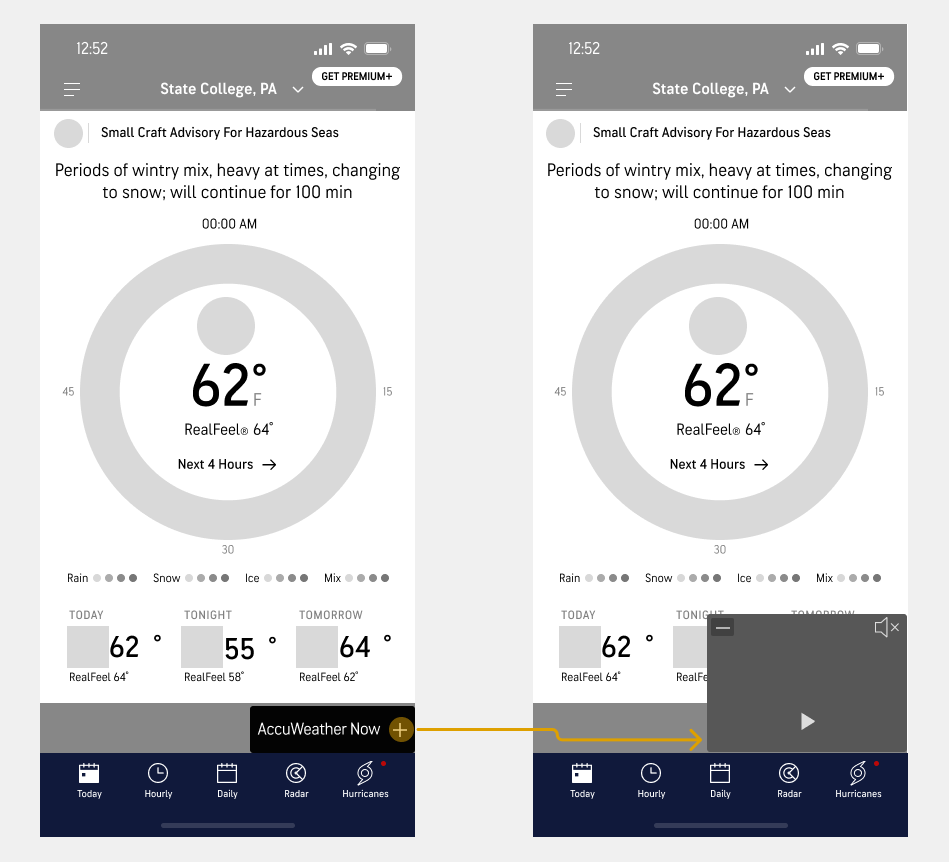 12:52
GET PREMIUM+
State College, PA
Small Craft Advisory For Hazardous Seas
Periods of wintry mix, heavy at times, changing
to snow; will continue for 100 min
00:00 AM
62°
F
45
15
RealFeel® 64°
Next 4 Hours →
30
Rain
Snow
Ice
Mix
TODAY
TONIGHT
TOMORROW
62 °
55 °
64 °
RealFeel 64°
RealFeel 58°
RealFeel 62°
AccuWeather Now +
Today
Hourly
Daily
Radar
Hurricanes
12:52
GET PREMIUM+
State College, PA
Small Craft Advisory For Hazardous Seas
Periods of wintry mix, heavy at times, changing
to snow; will continue for 100 min
00:00 AM
62°
F
45
15
RealFeel® 64°
Next 4 Hours →
30
Rain
Snow
Ice
Mix
TODAY
TONIGHT
TOMORROW
62 °
RealFeel 64°
RealFe
Today
Hourly
Daily
Radar
Hurricanes